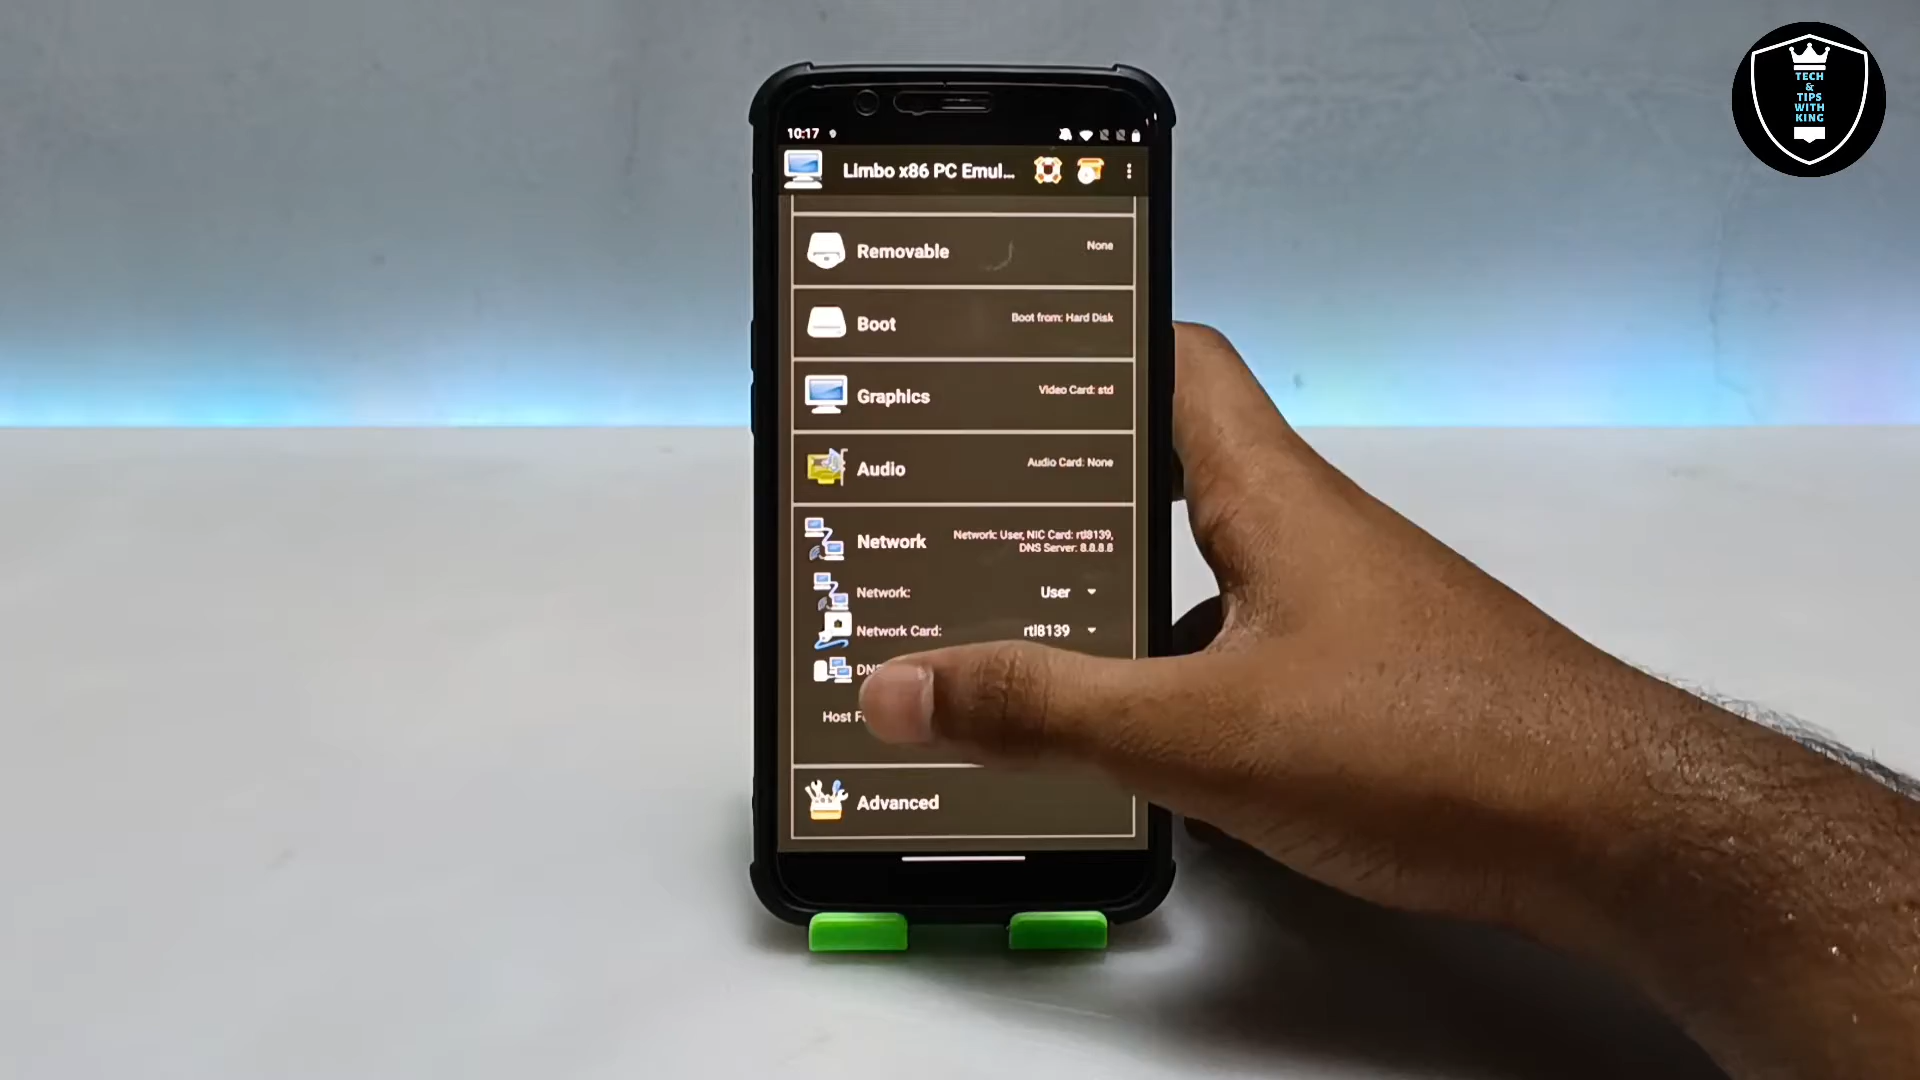 TECH
&
TIPS
WITH
KING
10:17
Limbo x86 PC Emul...
Removable None
Boot Boot from: Hard Disk
Graphics Video Card: std
Audio Audio Card: None
Network Network: User, NIC Card: rtl8139,
DNS Server: 8.8.8.8
Network: User
Network Card: rtl8139
DNS
Host
Advanced